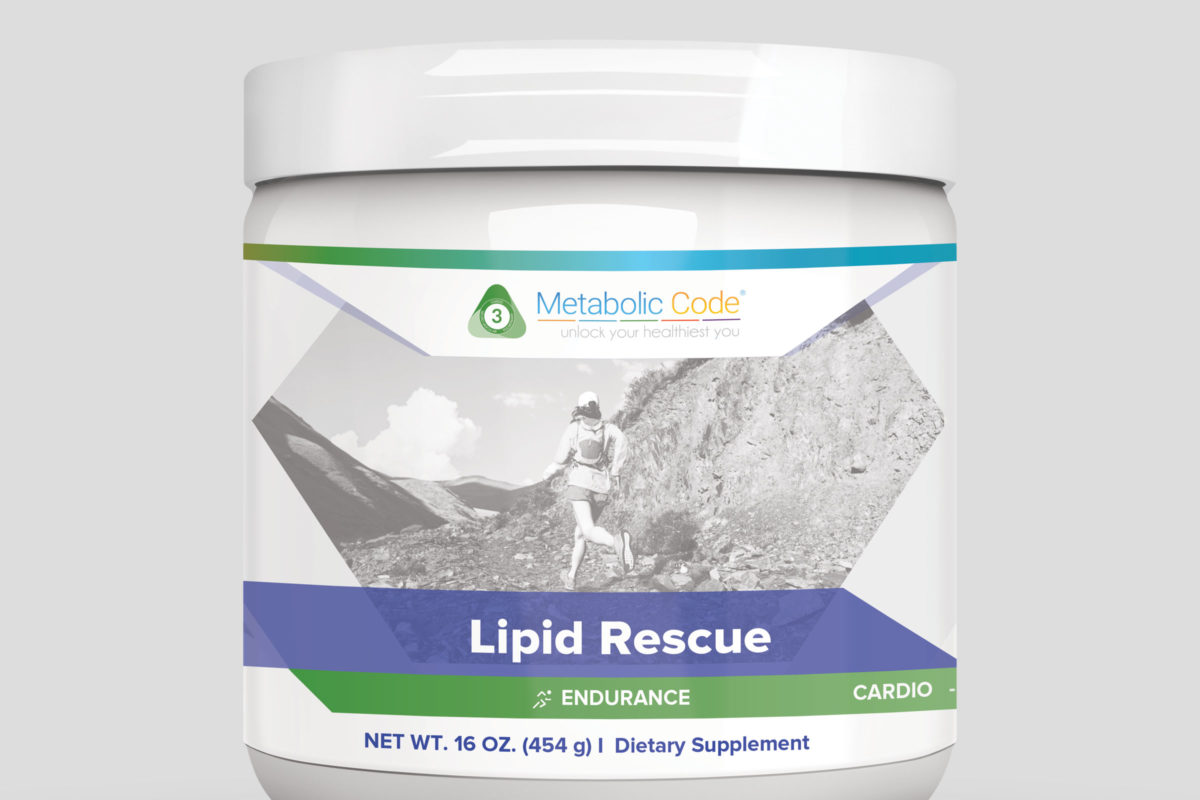 3
Metabolic Code®
unlock your healthiest you
Lipid Rescue
ENDURANCE
CARDIO -
NET WT. 16 OZ. (454 g) | Dietary Supplement